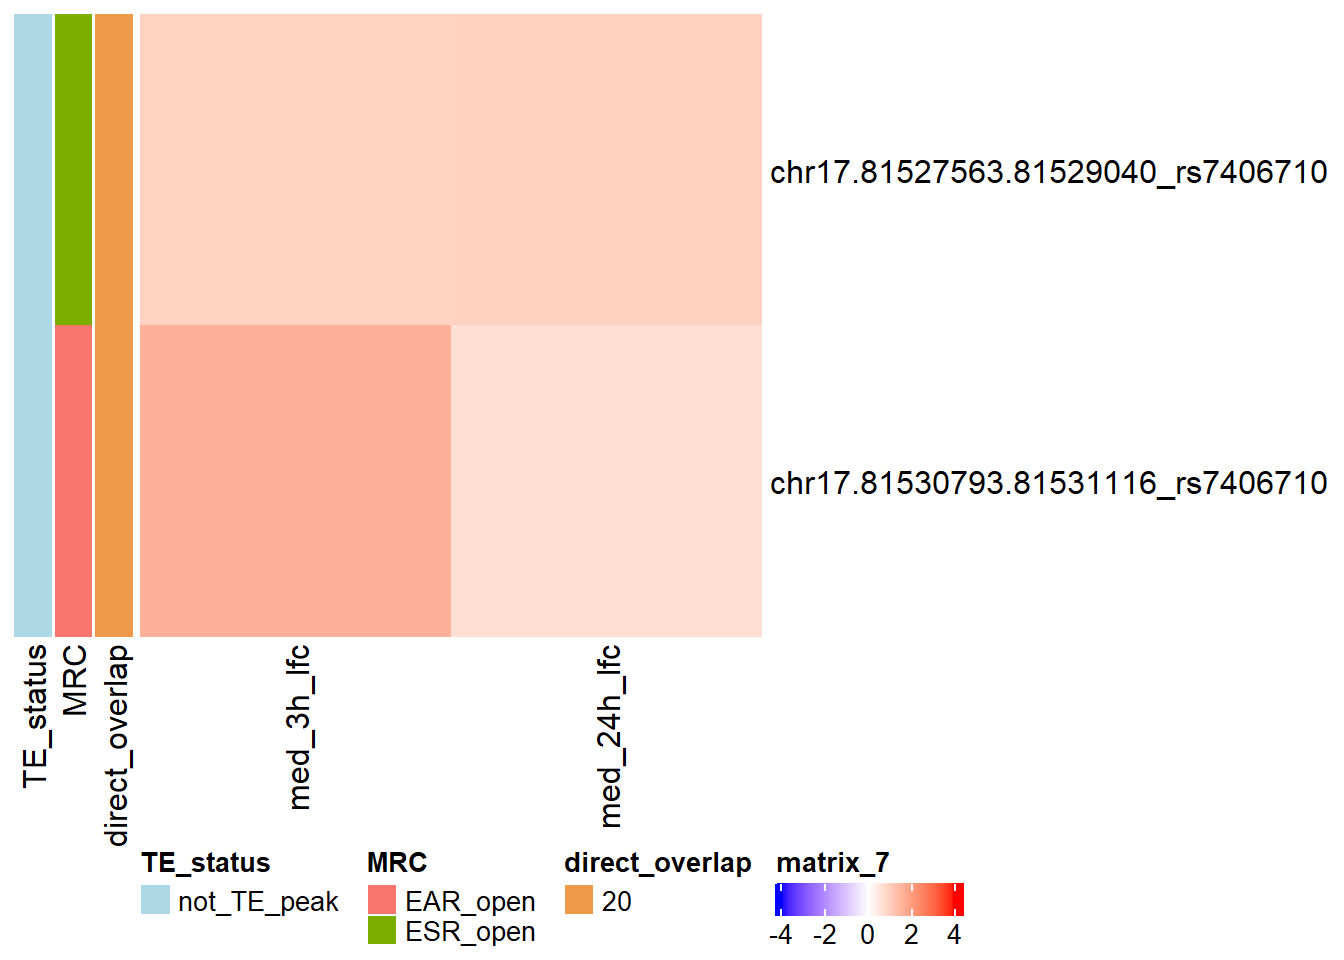 chr17.81527563.81529040_rs7406710
chr17.81530793.81531116_rs7406710
TE_status
MRC
direct_overlap
med_3h_lfc
med_24h_lfc
TE_status
not_TE_peak
MRC
EAR_open
ESR_open
direct_overlap
20
matrix_7
-4 -2 0 2 4